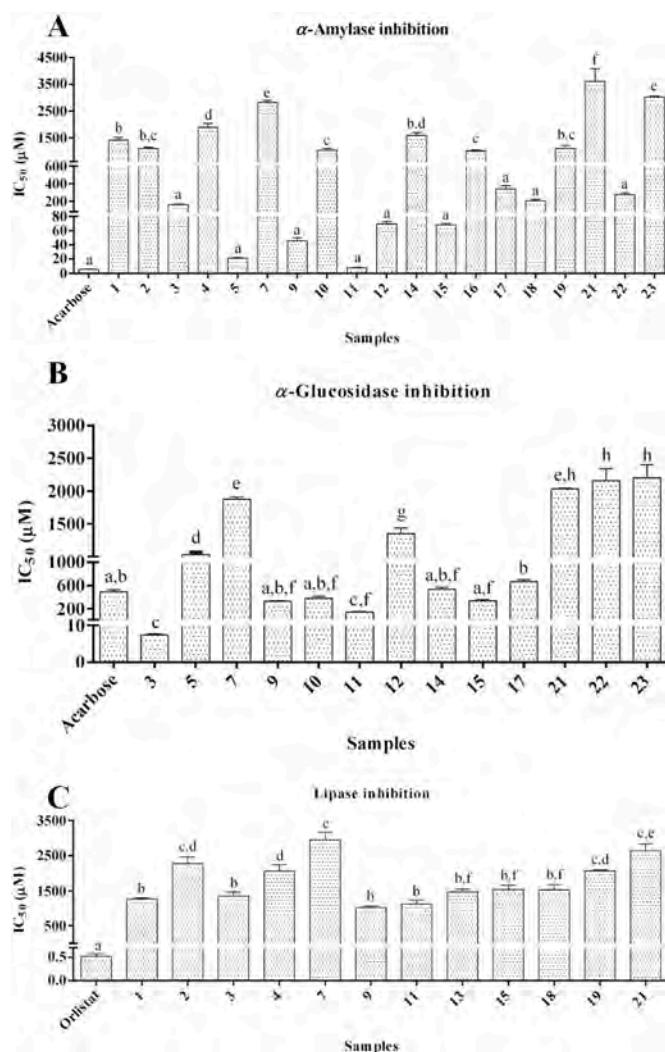 A
α-Amylase inhibition
f
e
e
d
b,d
b
b,c
c
c
b,c
a
a
a
a
a
a
a
a
a
4500
3500
2500
1500
600
400
200
80
60
40
20
0
IC50 (µM)
Acarbose 1 2 3 4 5 7 9 10 11 12 14 15 16 17 18 19 21 22 23
Samples
B
α-Glucosidase inhibition
3000
2500
2000
1500
1000
600
200
10
0
IC50 (µM)
a,b c d e a,b,f a,b,f c,f g a,b,f a,f b e,h h h
Acarbose 3 5 7 9 10 11 12 14 15 17 21 22 23
Samples
C
Lipase inhibition
3500
2500
1500
500
0.5
0.0
IC50 (µM)
a b c,d b d e b b b,f b,f b,f c,d c,e
Orlistat 1 2 3 4 7 9 11 13 15 18 19 21
Samples